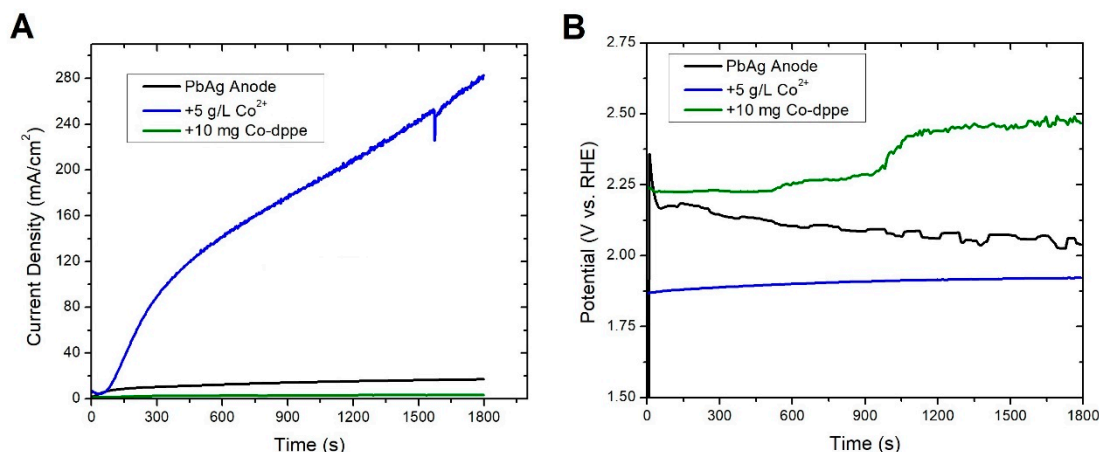 A
Current Density (mA/cm²)
280
240
200
160
120
80
40
0
PbAg Anode
+5 g/L Co²⁺
+10 mg Co-dppe
0 300 600 900 1200 1500 1800
Time (s)
B
Potential (V vs. RHE)
2.75
2.50
2.25
2.00
1.75
1.50
PbAg Anode
+5 g/L Co²⁺
+10 mg Co-dppe
0 300 600 900 1200 1500 1800
Time (s)